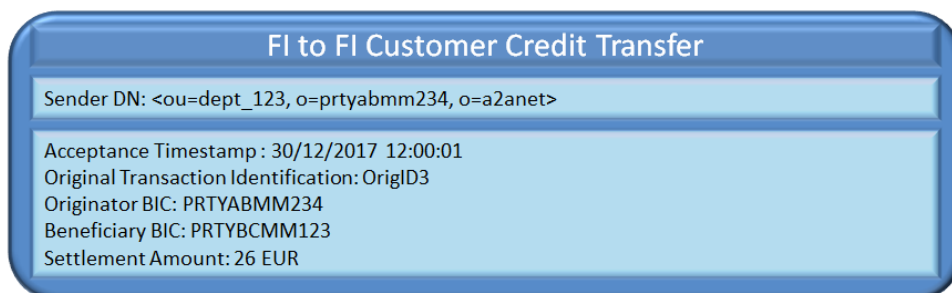 FI to FI Customer Credit Transfer
Sender DN: <ou=dept_123, o=prtyabmm234, o=a2anet>
Acceptance Timestamp : 30/12/2017 12:00:01
Original Transaction Identification: OrigID3
Originator BIC: PRTYABMM234
Beneficiary BIC: PRTYBCMM123
Settlement Amount: 26 EUR